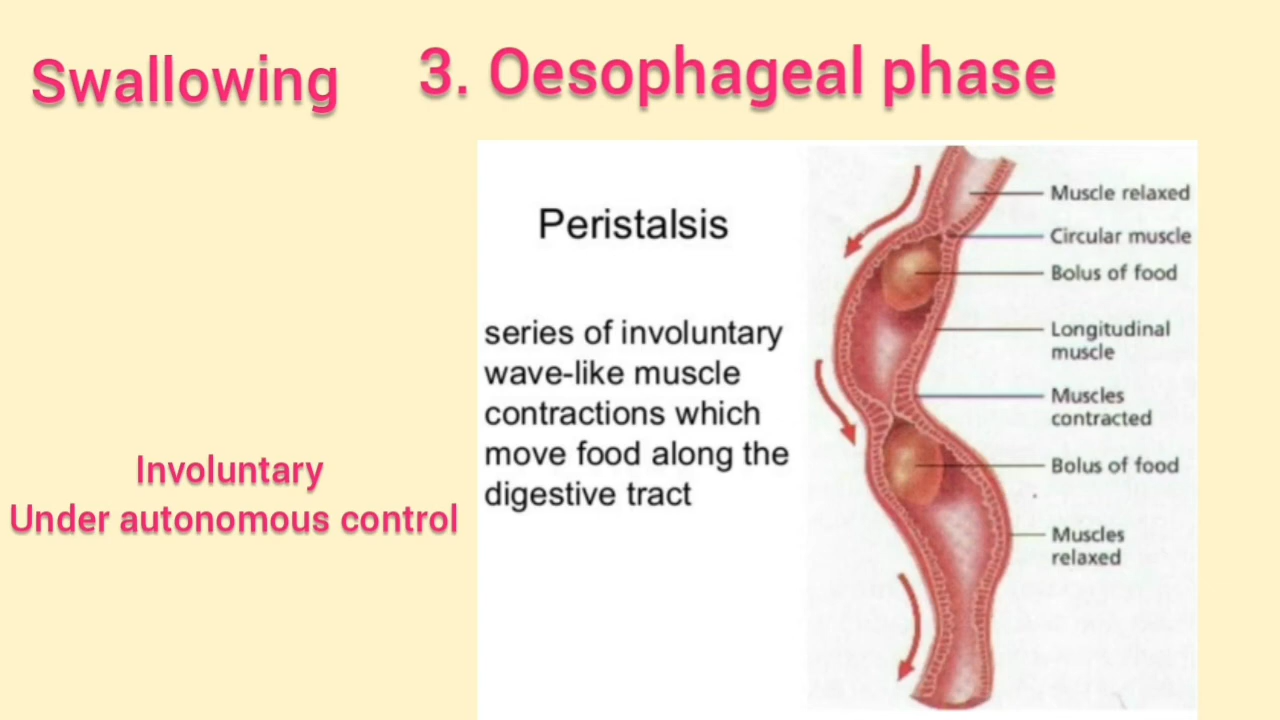 Swallowing
3. Oesophageal phase
Peristalsis
series of involuntary
wave-like muscle
contractions which
move food along the
digestive tract
Muscle relaxed
Circular muscle
Bolus of food
Longitudinal
muscle
Muscles
contracted
Bolus of food
Muscles
relaxed
Involuntary
Under autonomous control